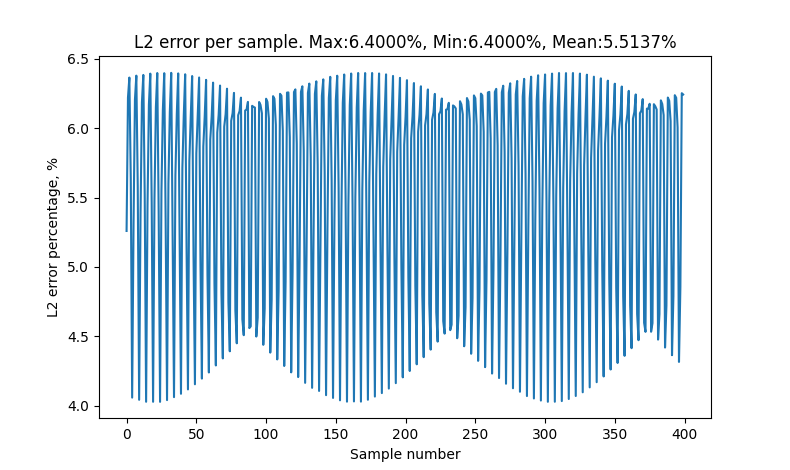 L2 error per sample. Max:6.4000%, Min:6.4000%, Mean:5.5137%
6.5
6.0
5.5
5.0
4.5
4.0
L2 error percentage, %
0 50 100 150 200 250 300 350 400
Sample number